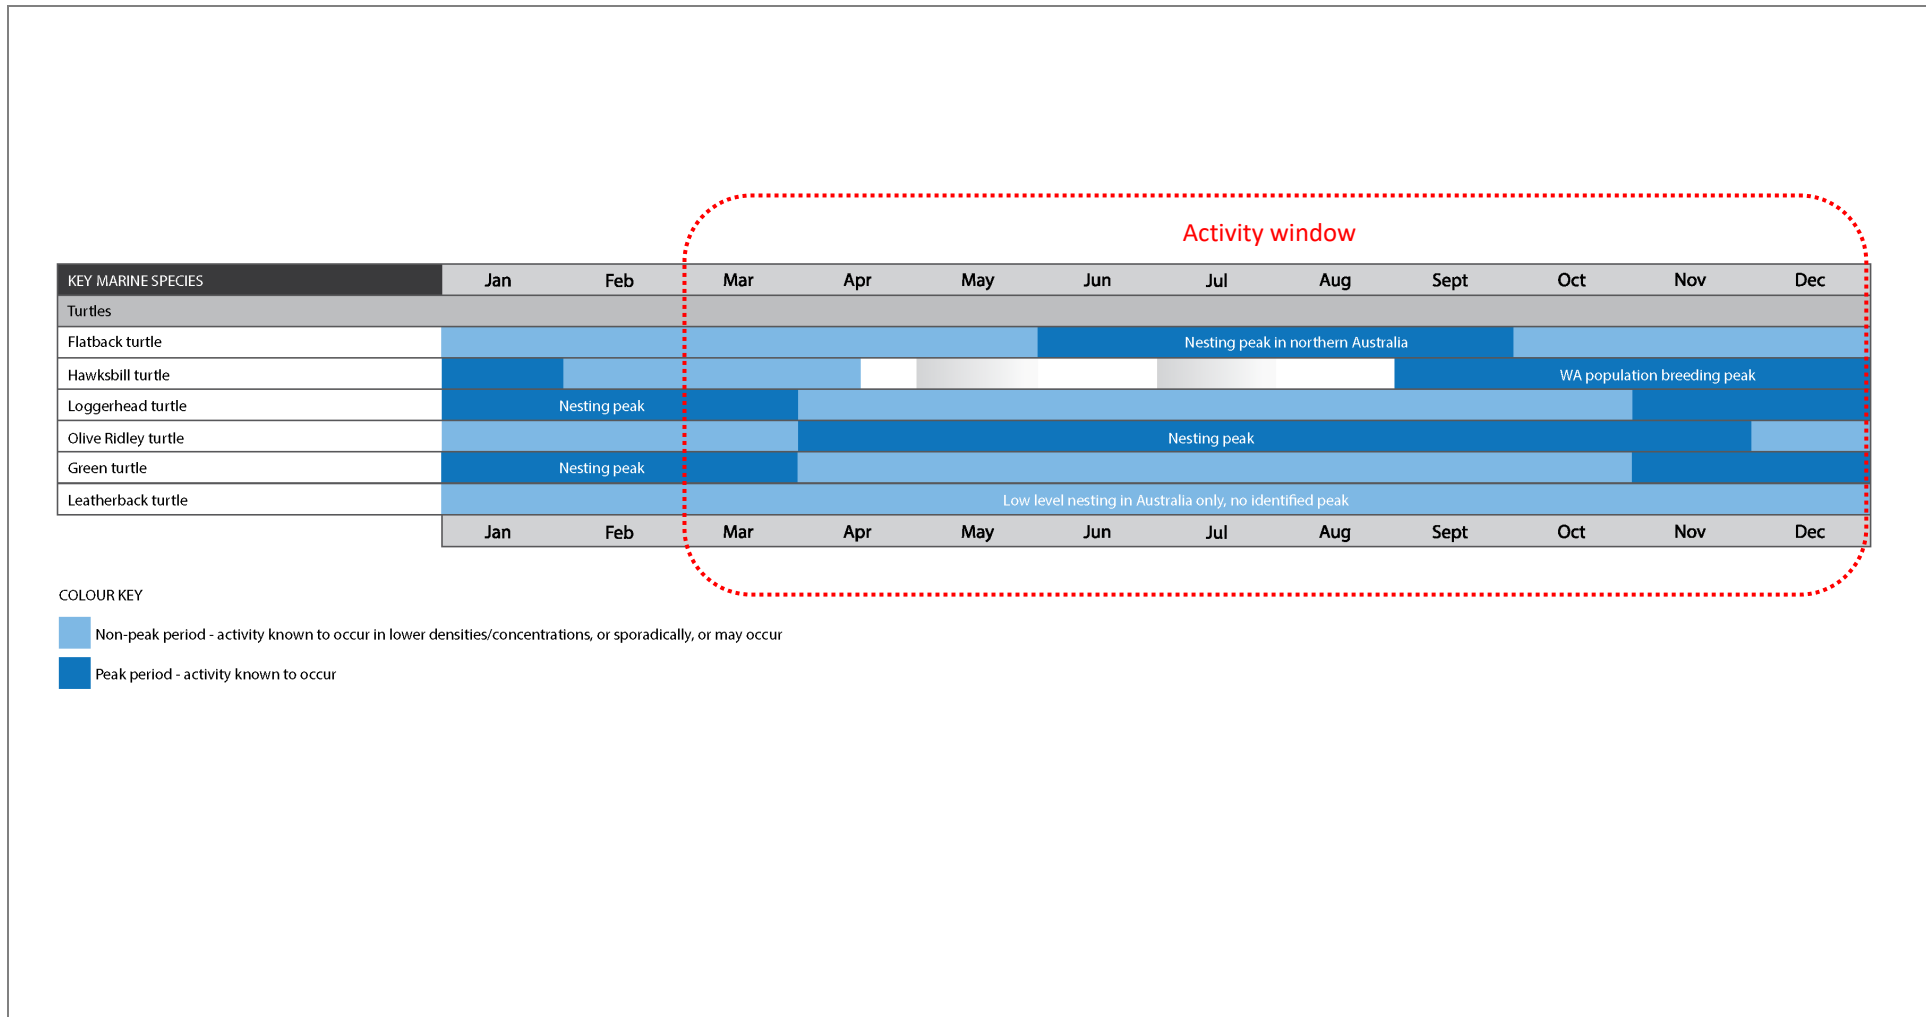 Activity window
KEY MARINE SPECIES Jan Feb Mar Apr May Jun Jul Aug Sept Oct Nov Dec
Turtles
Flatback turtle Nesting peak in northern Australia
Hawksbill turtle WA population breeding peak
Loggerhead turtle Nesting peak
Olive Ridley turtle Nesting peak
Green turtle Nesting peak
Leatherback turtle Low level nesting in Australia only, no identified peak
Jan Feb Mar Apr May Jun Jul Aug Sept Oct Nov Dec
COLOUR KEY
Non-peak period - activity known to occur in lower densities/concentrations, or sporadically, or may occur
Peak period - activity known to occur